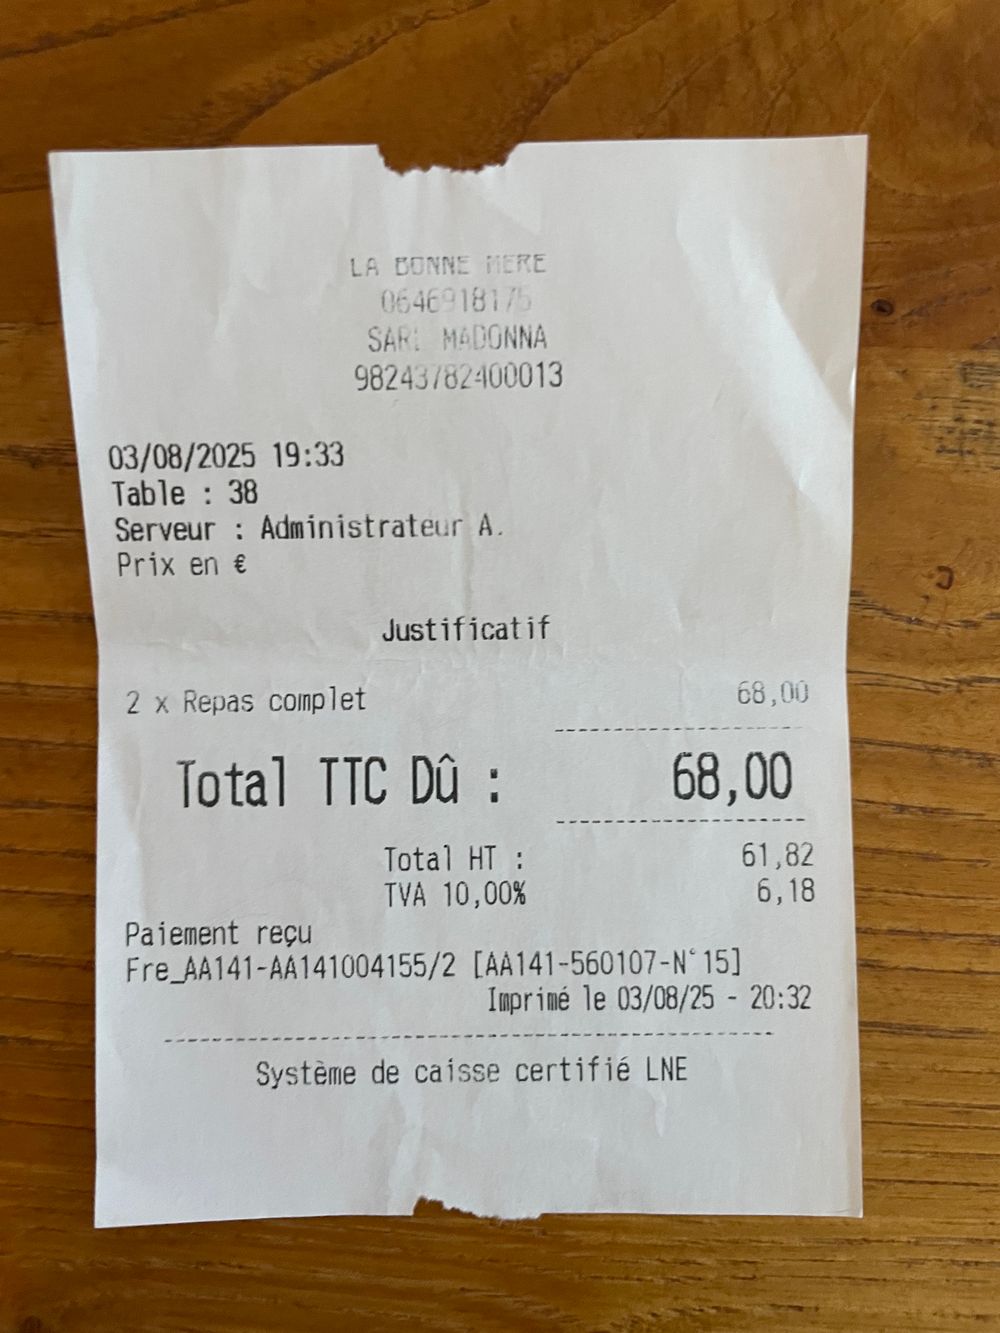 LA BONNE MERE
0646918175
SARL MADONNA
98243782400013
03/08/2025 19:33
Table : 38
Serveur : Administrateur A.
Prix en €
Justificatif
2 x Repas complet 68,00
Total TTC Dû : 68,00
Total HT : 61,82
TVA 10,00% 6,18
Paiement reçu
Fre_AA141-AA141004155/2 [AA141-560107-N°15]
Imprimé le 03/08/25 - 20:32
Système de caisse certifié LNE